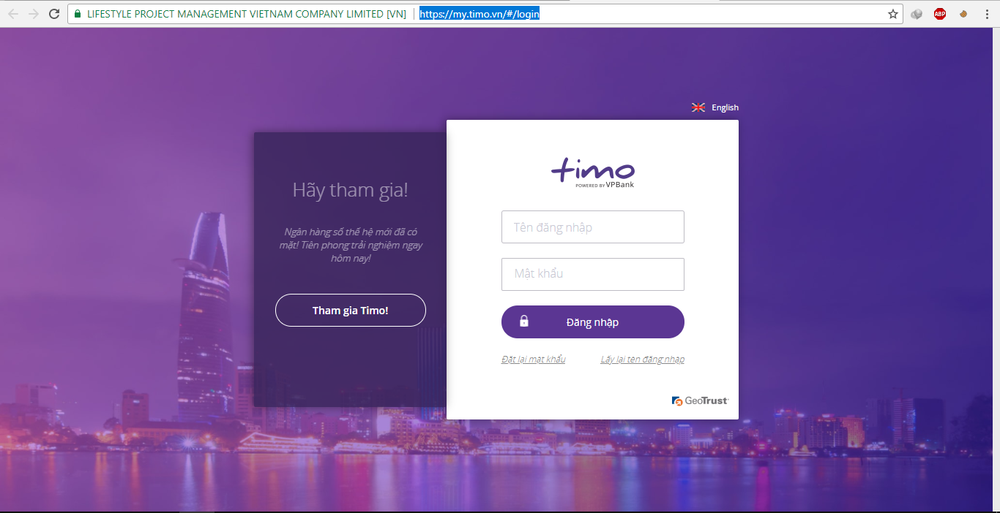 LIFESTYLE PROJECT MANAGEMENT VIETNAM COMPANY LIMITED [VN] | https://my.timo.vn/#/login
ABP
English
Hãy tham gia!
Ngân hàng số thế hệ mới đã có
mặt! Tiên phong trải nghiệm ngay
hôm nay!
Tham gia Timo!
timo
POWERED BY VPBank
Tên đăng nhập
Mật khẩu
Đăng nhập
Đặt lại mật khẩu
Lấy lại tên đăng nhập
GeoTrust